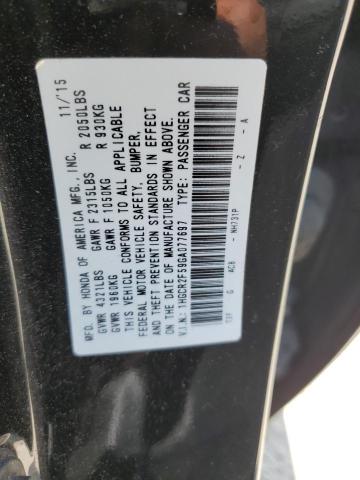 MFD. BY HONDA OF AMERICA MFG., INC. 11/'15
GVWR 4321LBS GAWR F 2315LBS R 2050LBS
GVWR 1960KG GAWR F 1050KG R 930KG
THIS VEHICLE CONFORMS TO ALL APPLICABLE
FEDERAL MOTOR VEHICLE SAFETY, BUMPER,
AND THEFT PREVENTION STANDARDS IN EFFECT
ON THE DATE OF MANUFACTURE SHOWN ABOVE.
V.I.N.: 1HGCR2F59GA077697 TYPE: PASSENGER CAR
G AC8 - NH731P - Z - A